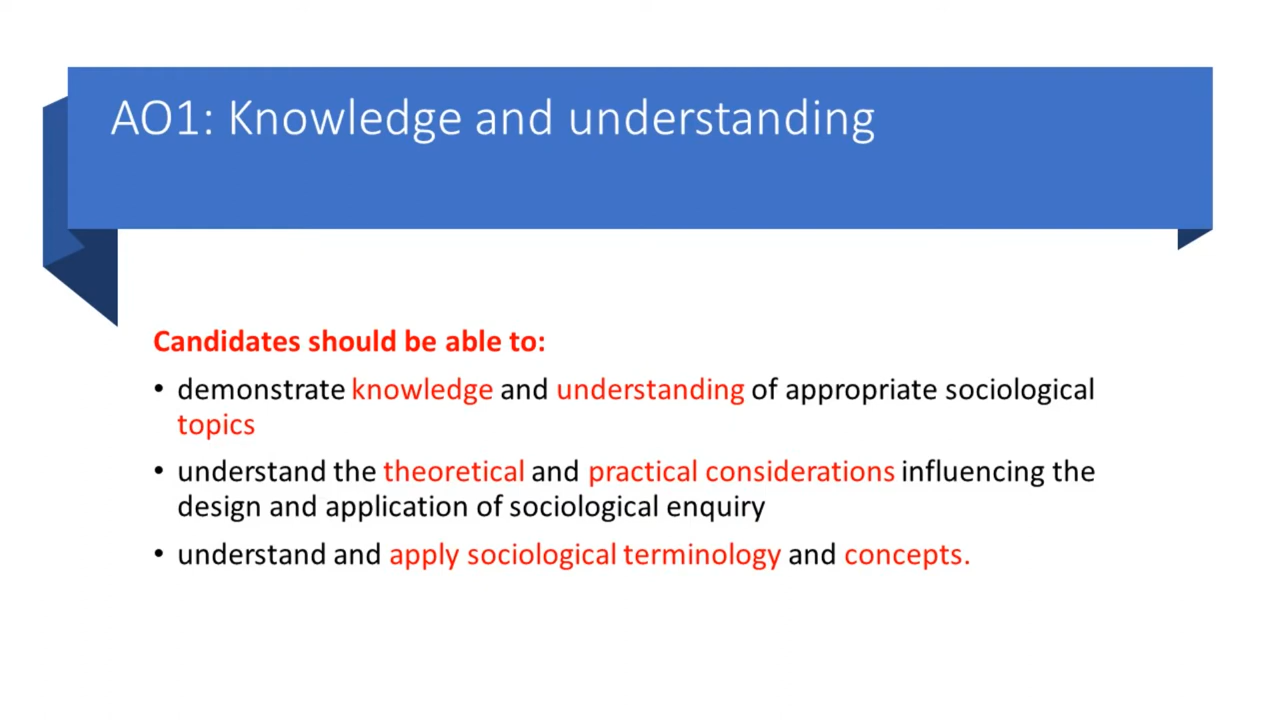 AO1: Knowledge and understanding
Candidates should be able to:
• demonstrate knowledge and understanding of appropriate sociological
topics
• understand the theoretical and practical considerations influencing the
design and application of sociological enquiry
• understand and apply sociological terminology and concepts.